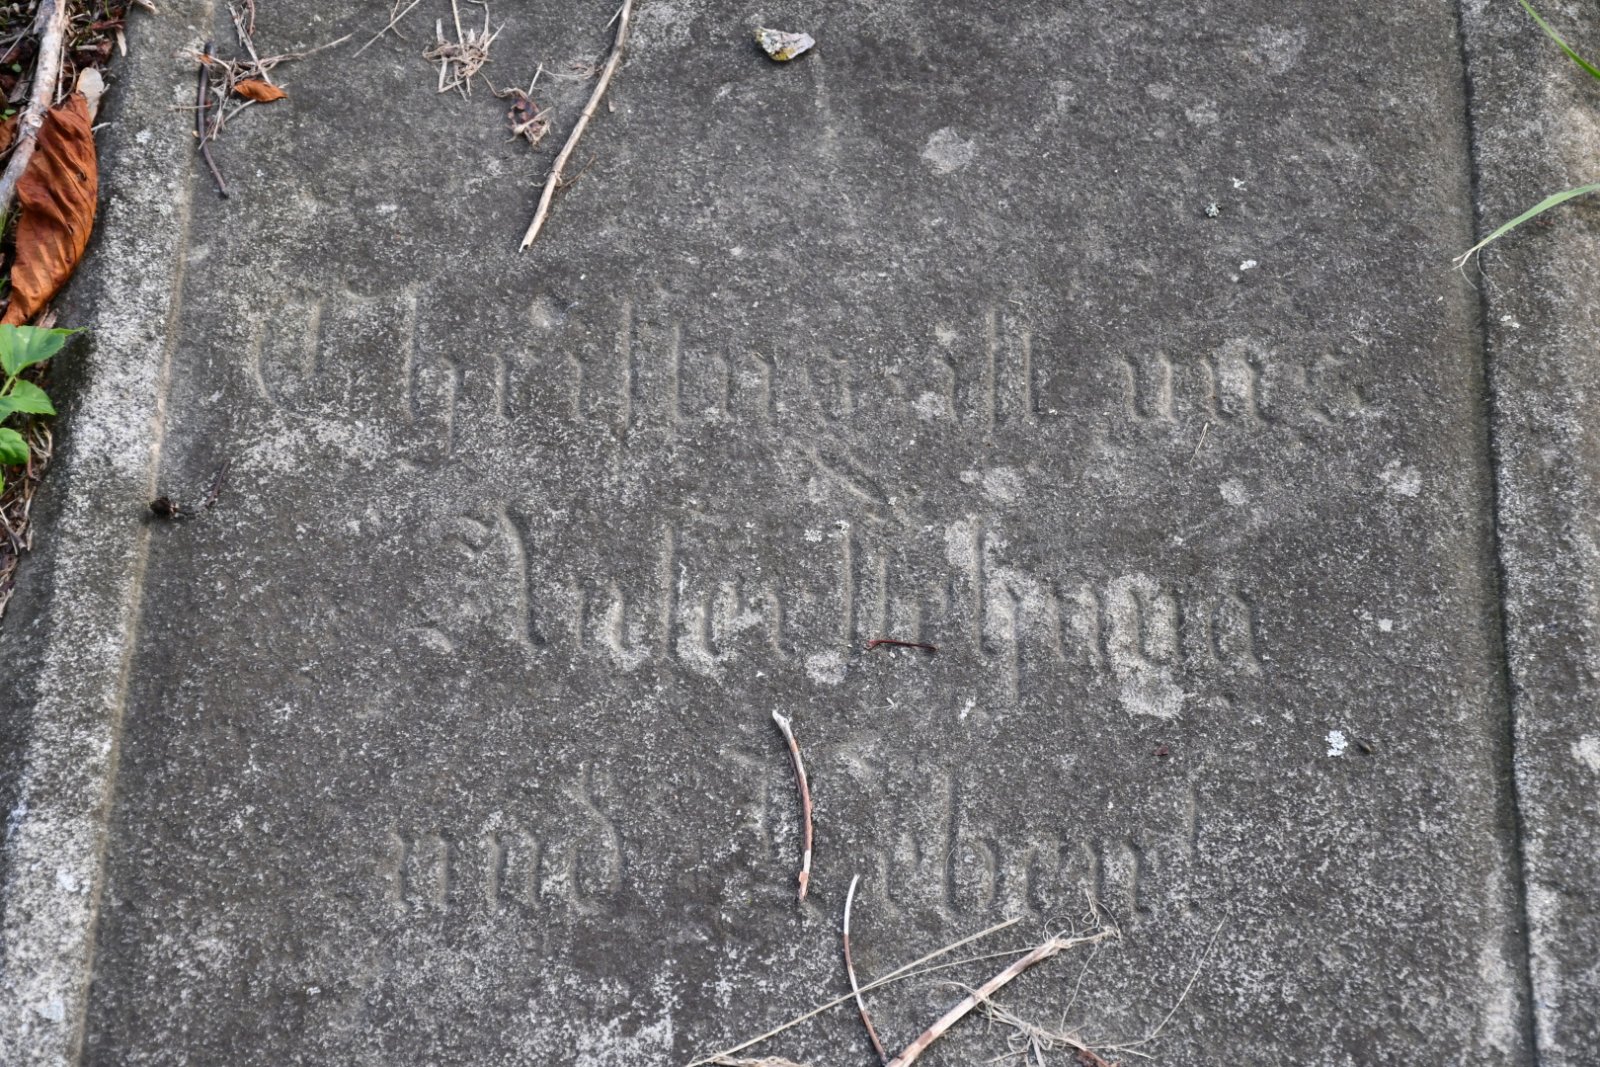 Christus ist uns
Auferstehung
und Leben!